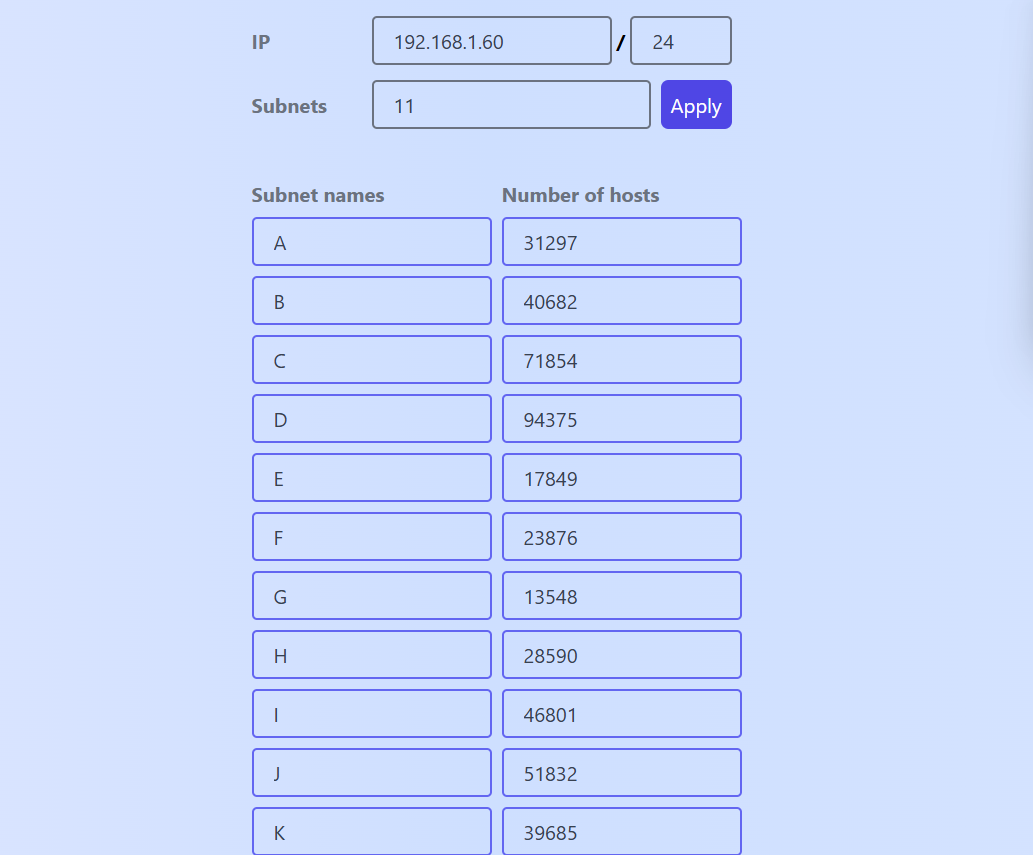 IP 192.168.1.60 / 24
Subnets 11 Apply
Subnet names Number of hosts
A 31297
B 40682
C 71854
D 94375
E 17849
F 23876
G 13548
H 28590
I 46801
J 51832
K 39685